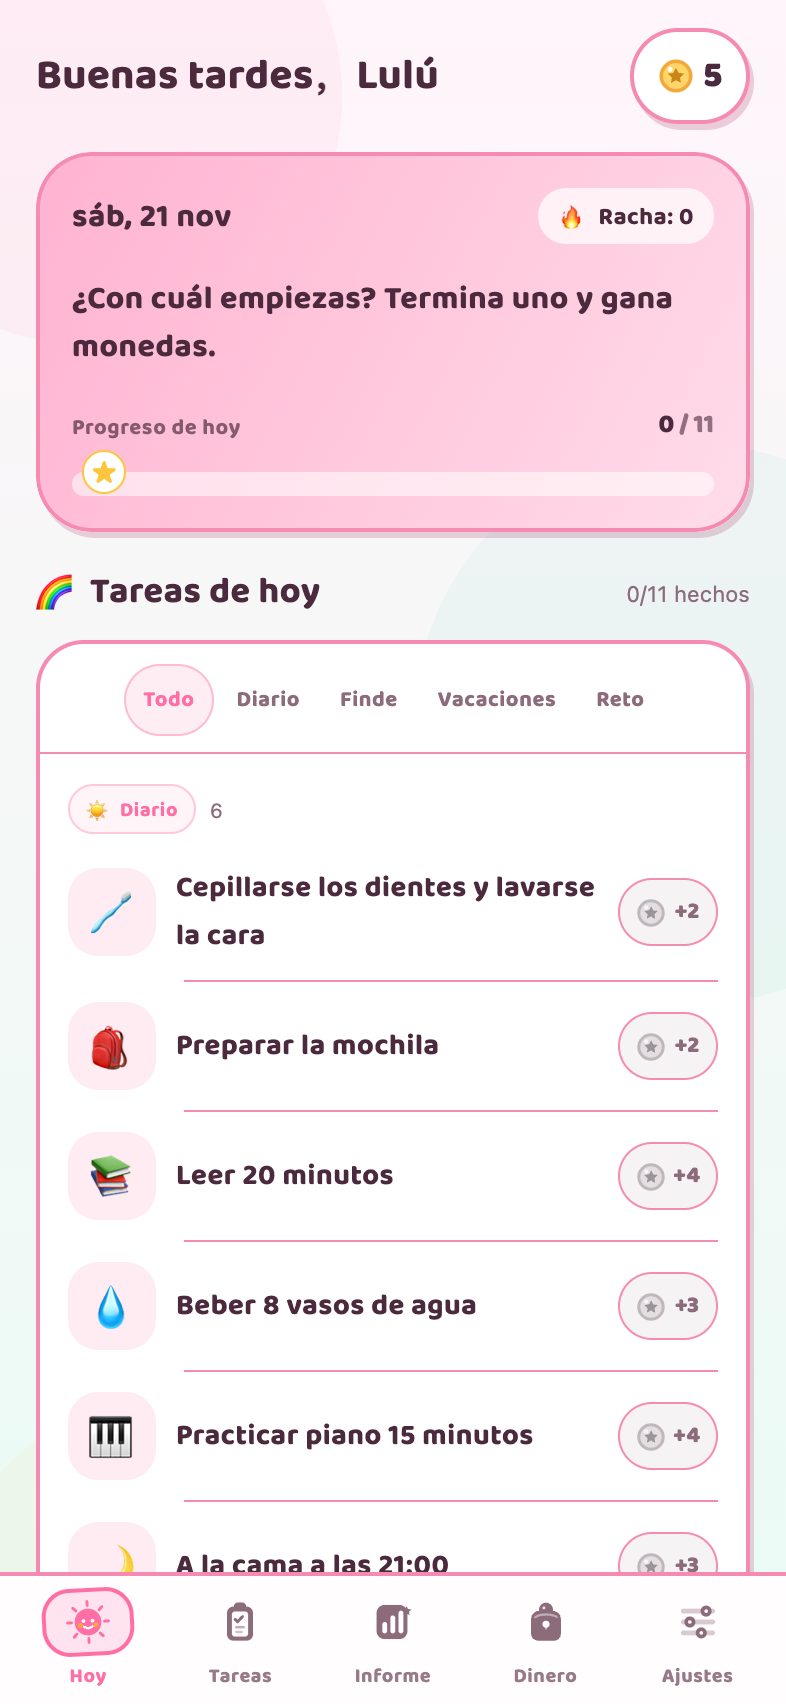 Buenas tardes, Lulú
5
sáb, 21 nov
Racha: 0
¿Con cuál empiezas? Termina uno y gana
monedas.
Progreso de hoy
0 / 11
Tareas de hoy
0/11 hechos
Todo Diario Finde Vacaciones Reto
Diario 6
Cepillarse los dientes y lavarse
la cara
+2
Preparar la mochila
+2
Leer 20 minutos
+4
Beber 8 vasos de agua
+3
Practicar piano 15 minutos
+4
A la cama a las 21:00
+3
Hoy Tareas Informe Dinero Ajustes